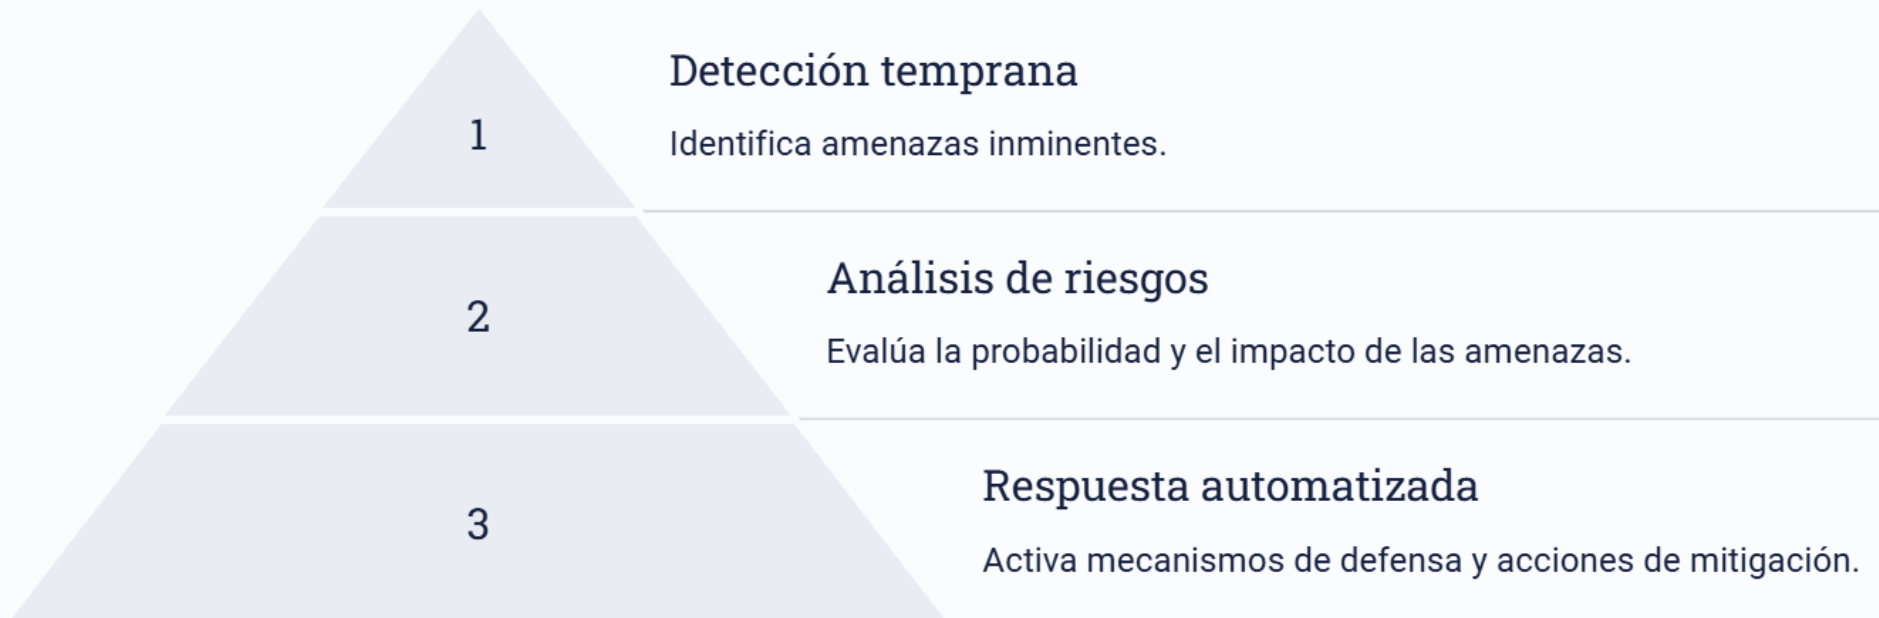 1
Detección temprana
Identifica amenazas inminentes.
2
Análisis de riesgos
Evalúa la probabilidad y el impacto de las amenazas.
3
Respuesta automatizada
Activa mecanismos de defensa y acciones de mitigación.